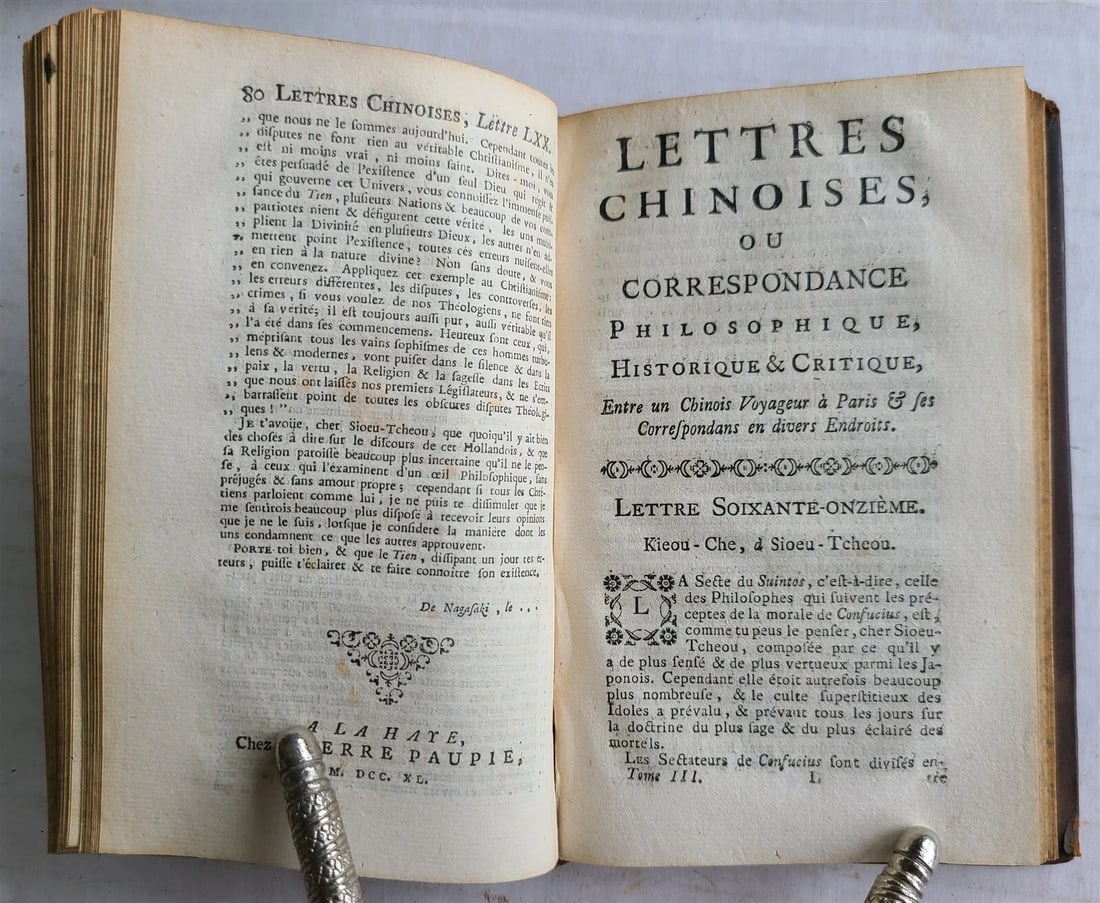 80 LETTRES CHINOISES, Lettre LXX.
„ que nous ne le ſommes aujourd'hui. Cependant toutes
„ diſputes ne font rien au véritable Chriſtianiſme, il n'en
„ eſt ni moins vrai, ni moins ſaint. Dites-moi, vous
„ êtes perſuadé de l'exiſtence d'un ſeul Dieu qui régit &
„ qui gouverne cet Univers, vous connoiſſez l'immenſe puiſ-
„ ſance du Tien, pluſieurs Nations & beaucoup de vos com-
„ patriotes nient & défigurent cette vérité, les uns multi-
„ plient la Divinité en pluſieurs Dieux, les autres n'en ad-
„ mettent point l'exiſtence, toutes ces erreurs nuiſent-elles
„ en rien à la nature divine? Non ſans doute, & vous
„ en convenez. Appliquez cet exemple au Chriſtianiſme:
„ les erreurs différentes, les diſputes, les controverſes, les
„ crimes, ſi vous voulez de nos Théologiens, ne font rien
„ à ſa verité; il eſt toujours auſſi pur, auſſi véritable qu'il
„ l'a été dans ſes commencemens. Heureux ſont ceux, qui,
„ mépriſant tous les vains ſophiſmes de ces hommes turbu-
„ lens & modernes, vont puiſer dans le ſilence & dans la
„ paix, la vertu, la Religion & la ſageſſe dans les Ecrits
„ que nous ont laiſſés nos premiers Légiſlateurs, & ne s'em-
„ barraſſent point de toutes les obſcures diſputes Théologi-
„ ques! ”
JE t'avoüe, cher Sioeu-Tcheou, que quoiqu'il y ait bien
des choſes à dire ſur le diſcours de cet Hollandois, & que
ſa Religion paroiſſe beaucoup plus incertaine qu'il ne pen-
ſe, à ceux qui l'examinent d'un œil Philoſophique, ſans
préjugés & ſans amour propre; cependant ſi tous les Chré-
tiens parloient comme lui, je ne puis te diſſimuler que je
me ſentirois beaucoup plus diſpoſé à recevoir leurs opinions
que je ne le ſuis, lorſque je conſidere la manière dont les
uns condamnent ce que les autres approuvent.
PORTE-toi bien, & que le Tien, diſſipant un jour tes er-
reurs, puiſſe t'éclairer & te faire connoitre ſon exiſtence.
De Nagaſaki, le ...
A LA HAYE,
Chez PIERRE PAUPIE,
M. DCC. XL.
LETTRES
CHINOISES,
OU
CORRESPONDANCE
PHILOSOPHIQUE,
HISTORIQUE & CRITIQUE,
Entre un Chinois Voyageur à Paris & ſes
Correſpondans en divers Endroits.
LETTRE SOIXANTE-ONZIÈME.
Kieou-Che, à Sioeu-Tcheou.
LA Secte du Suintos, c'eſt-à-dire, celle
des Philoſophes qui ſuivent les pré-
ceptes de la morale de Confucius, eſt,
comme tu peus le penſer, cher Sioeu-
Tcheou, compoſée par ce qu'il y
a de plus ſenſé & de plus vertueux parmi les Ja-
ponois. Cependant elle étoit autrefois beaucoup
plus nombreuſe, & le culte ſuperſtitieux des
Idoles a prévalu, & prévaut tous les jours ſur
la doctrine du plus ſage & du plus éclairé des
mortels.
LES Sectateurs de Confucius ſont diviſés en-
Tome III. L tre